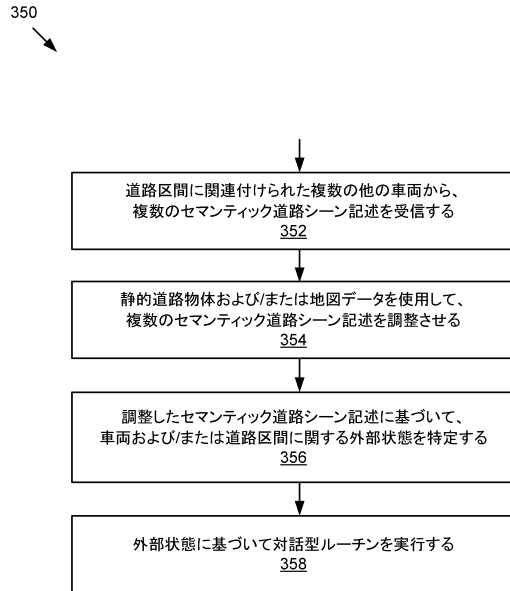 350
道路区間に関連付けられた複数の他の車両から、
複数のセマンティック道路シーン記述を受信する
352
静的道路物体および/または地図データを使用して、
複数のセマンティック道路シーン記述を調整させる
354
調整したセマンティック道路シーン記述に基づいて、
車両および/または道路区間に関する外部状態を特定する
356
外部状態に基づいて対話型ルーチンを実行する
358